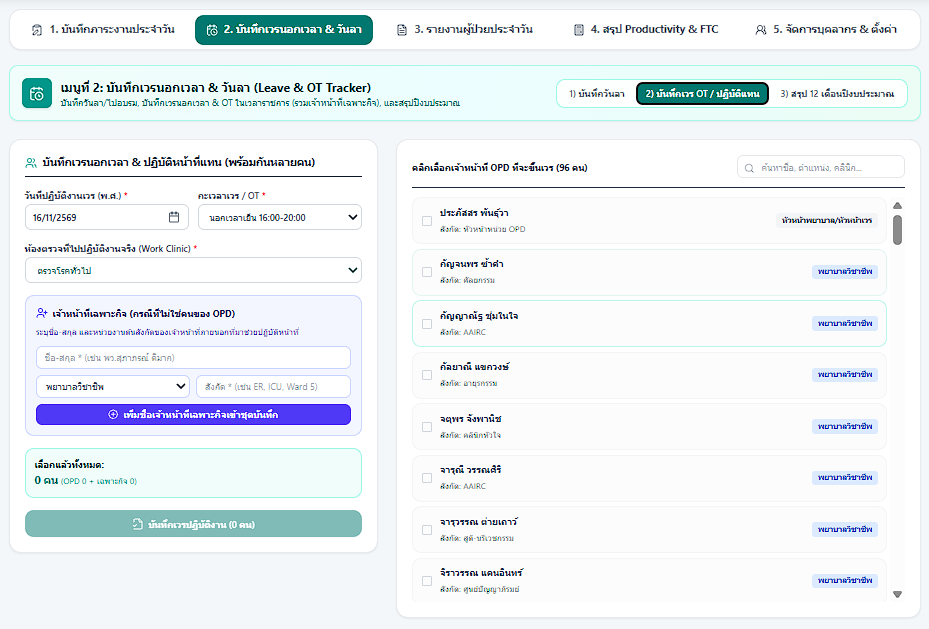 1. บันทึกภาระงานประจำวัน
2. บันทึกเวรนอกเวลา & วันลา
3. รายงานผู้ป่วยประจำวัน
4. สรุป Productivity & FTC
5. จัดการบุคลากร & ตั้งค่า
เมนูที่ 2: บันทึกเวรนอกเวลา & วันลา (Leave & OT Tracker)
บันทึกวันลา/ไปอบรม, บันทึกเวรนอกเวลา & OT ในเวลาราชการ (รวมเจ้าหน้าที่เฉพาะกิจ), และสรุปปีงบประมาณ
1) บันทึกวันลา
2) บันทึกเวร OT / ปฏิบัติแทน
3) สรุป 12 เดือนปีงบประมาณ
บันทึกเวรนอกเวลา & ปฏิบัติหน้าที่แทน (พร้อมกันหลายคน)
วันที่ปฏิบัติงานเวร (พ.ศ.) *
กะเวลาเวร / OT *
16/11/2569
นอกเวลาเย็น 16:00-20:00
ห้องตรวจที่ไปปฏิบัติงานจริง (Work Clinic) *
ตรวจโรคทั่วไป
เจ้าหน้าที่เฉพาะกิจ (กรณีที่ไม่ใช่คนของ OPD)
ระบุชื่อ-สกุล และหน่วยงานต้นสังกัดของเจ้าหน้าที่ภายนอกที่มาช่วยปฏิบัติหน้าที่
ชื่อ-สกุล * (เช่น พว.สุภาภรณ์ ดีมาก)
พยาบาลวิชาชีพ
สังกัด * (เช่น ER, ICU, Ward 5)
เพิ่มชื่อเจ้าหน้าที่เฉพาะกิจเข้าชุดบันทึก
เลือกแล้วทั้งหมด:
0 คน (OPD 0 + เฉพาะกิจ 0)
บันทึกเวรปฏิบัติงาน (0 คน)
คลิกเลือกเจ้าหน้าที่ OPD ที่จะขึ้นเวร (96 คน)
ค้นหาชื่อ, ตำแหน่ง, คลินิก...
ประภัสสร พันธุ์วา
สังกัด: หัวหน้าหน่วย OPD
หัวหน้าพยาบาล/หัวหน้าเวร
กัญจนพร ซ้ำคำ
สังกัด: ศัลยกรรม
พยาบาลวิชาชีพ
กัญญาณัฐ ชุ่มในใจ
สังกัด: AAIRC
พยาบาลวิชาชีพ
กัลยาณี แขกวงษ์
สังกัด: อายุรกรรม
พยาบาลวิชาชีพ
จตุพร จังพานิช
สังกัด: คลินิกหัวใจ
พยาบาลวิชาชีพ
จารุณี วรรณศิริ
สังกัด: AAIRC
พยาบาลวิชาชีพ
จารุวรรณ ต่ายเถาว์
สังกัด: สูติ-นรีเวชกรรม
พยาบาลวิชาชีพ
จิราวรรณ แดนอินทร์
สังกัด: ศูนย์ปัญญาภิรมย์
พยาบาลวิชาชีพ